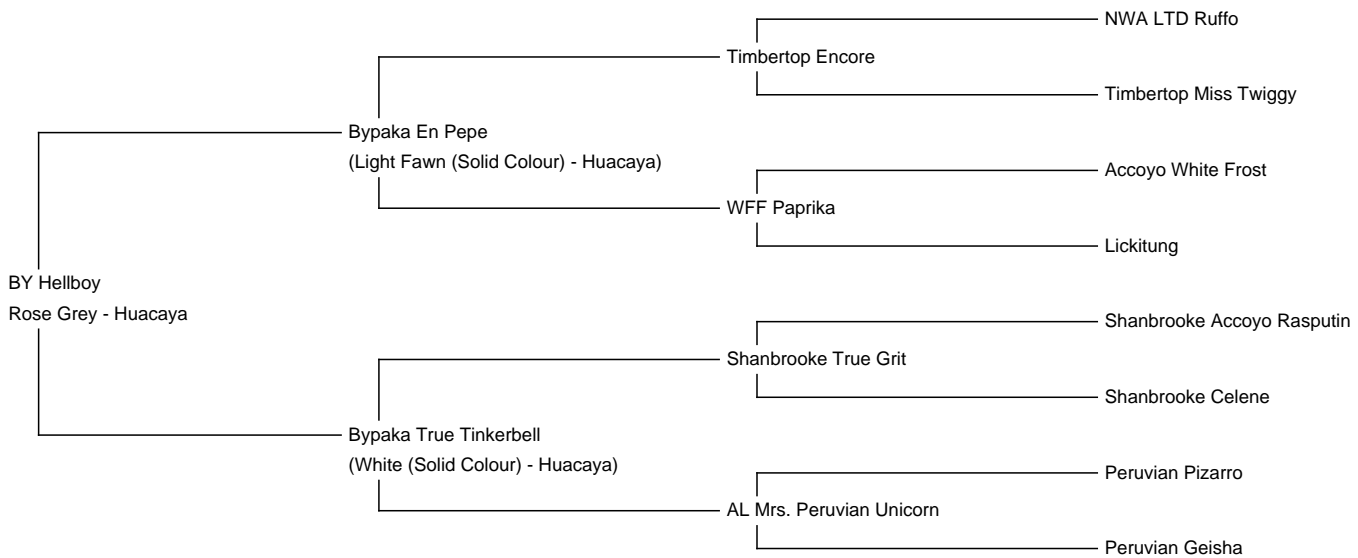 NWA LTD Ruffo
Timbertop Encore
Timbertop Miss Twiggy
Bypaka En Pepe
(Light Fawn (Solid Colour) - Huacaya)
Accoyo White Frost
WFF Paprika
Lickitung
BY Hellboy
Rose Grey - Huacaya
Shanbrooke Accoyo Rasputin
Shanbrooke True Grit
Shanbrooke Celene
Bypaka True Tinkerbell
(White (Solid Colour) - Huacaya)
Peruvian Pizarro
AL Mrs. Peruvian Unicorn
Peruvian Geisha